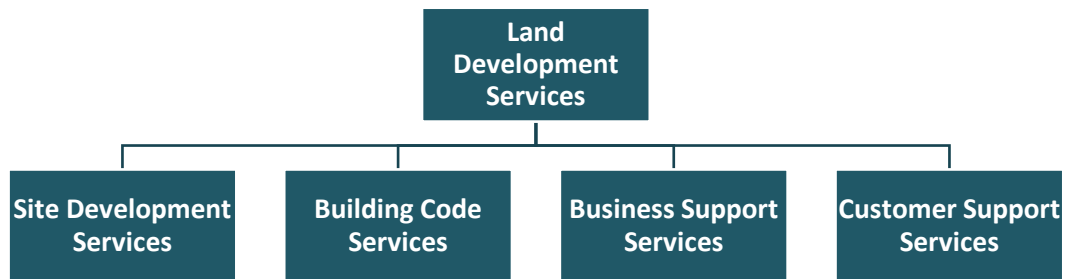 Land
Development
Services
Site Development
Services
Building Code
Services
Business Support
Services
Customer Support
Services